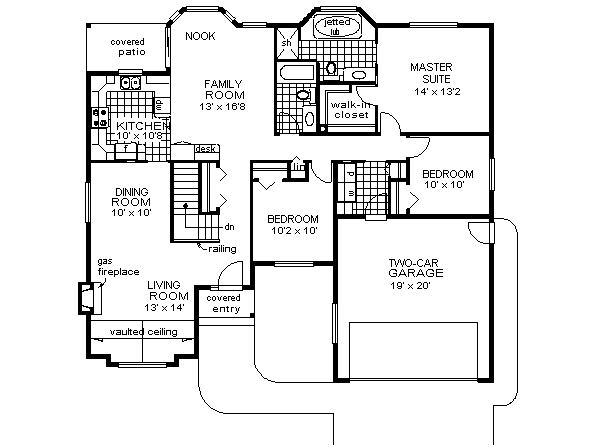 jetted
tub
NOOK
covered
patio
sh
MASTER
SUITE
14' x 13'2
FAMILY
ROOM
13' x 16'8
dw
walk-in
closet
KITCHEN
10' x 10'8
f
desk
lin
BEDROOM
10' x 10'
D
W
DINING
ROOM
10' x 10'
BEDROOM
10'2 x 10'
dn
railing
gas
fireplace
TWO-CAR
GARAGE
19' x 20'
LIVING
ROOM
13' x 14'
covered
entry
vaulted ceiling